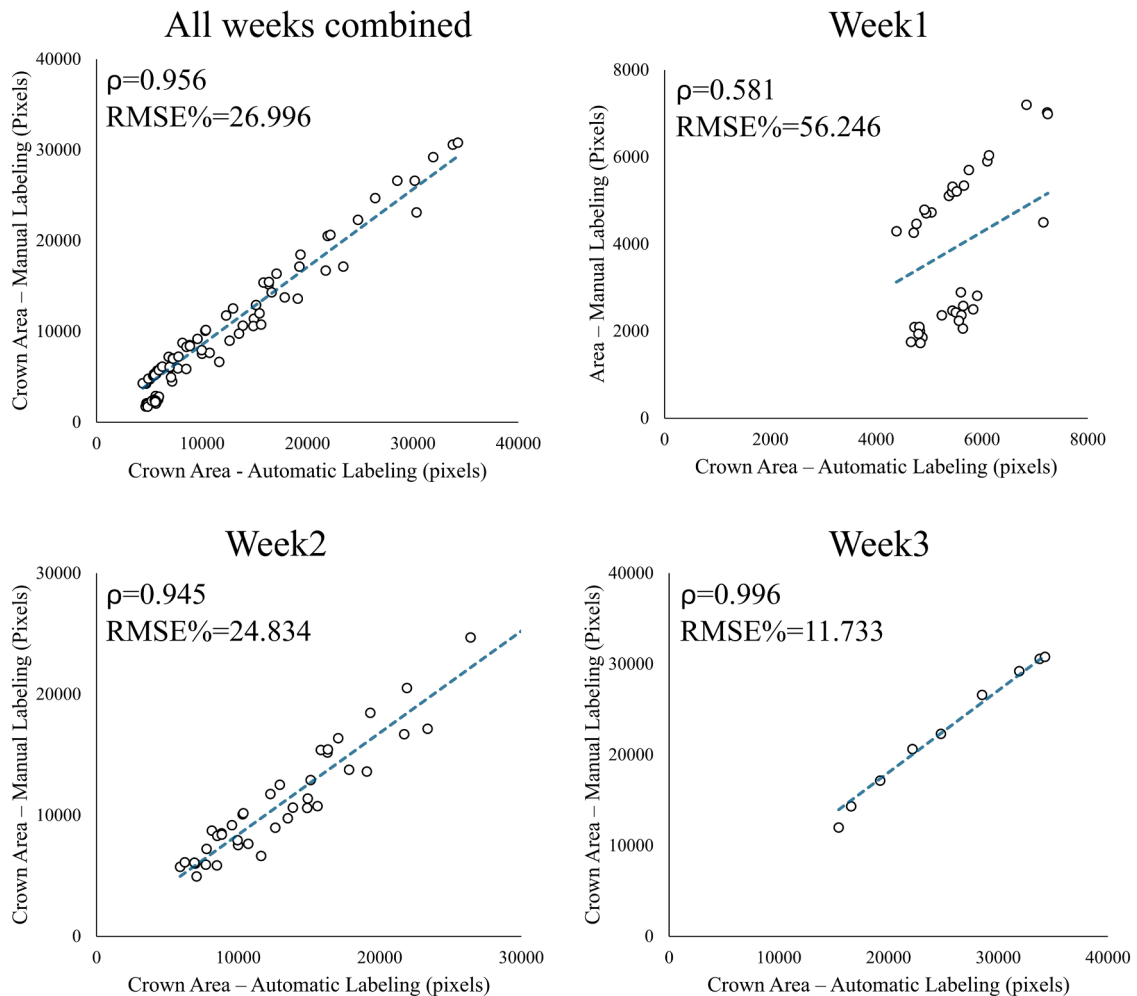 All weeks combined
40000
30000
20000
10000
0
0 10000 20000 30000 40000
Crown Area – Manual Labeling (Pixels)
Crown Area - Automatic Labeling (pixels)
ρ=0.956
RMSE%=26.996
Week1
8000
6000
4000
2000
0
0 2000 4000 6000 8000
Area – Manual Labeling (Pixels)
Crown Area – Automatic Labeling (pixels)
ρ=0.581
RMSE%=56.246
Week2
30000
20000
10000
0
0 10000 20000 30000
Crown Area – Manual Labeling (Pixels)
Crown Area - Automatic Labeling (pixels)
ρ=0.945
RMSE%=24.834
Week3
40000
30000
20000
10000
0
0 10000 20000 30000 40000
Crown Area – Manual Labeling (Pixels)
Crown Area – Automatic Labeling (pixels)
ρ=0.996
RMSE%=11.733